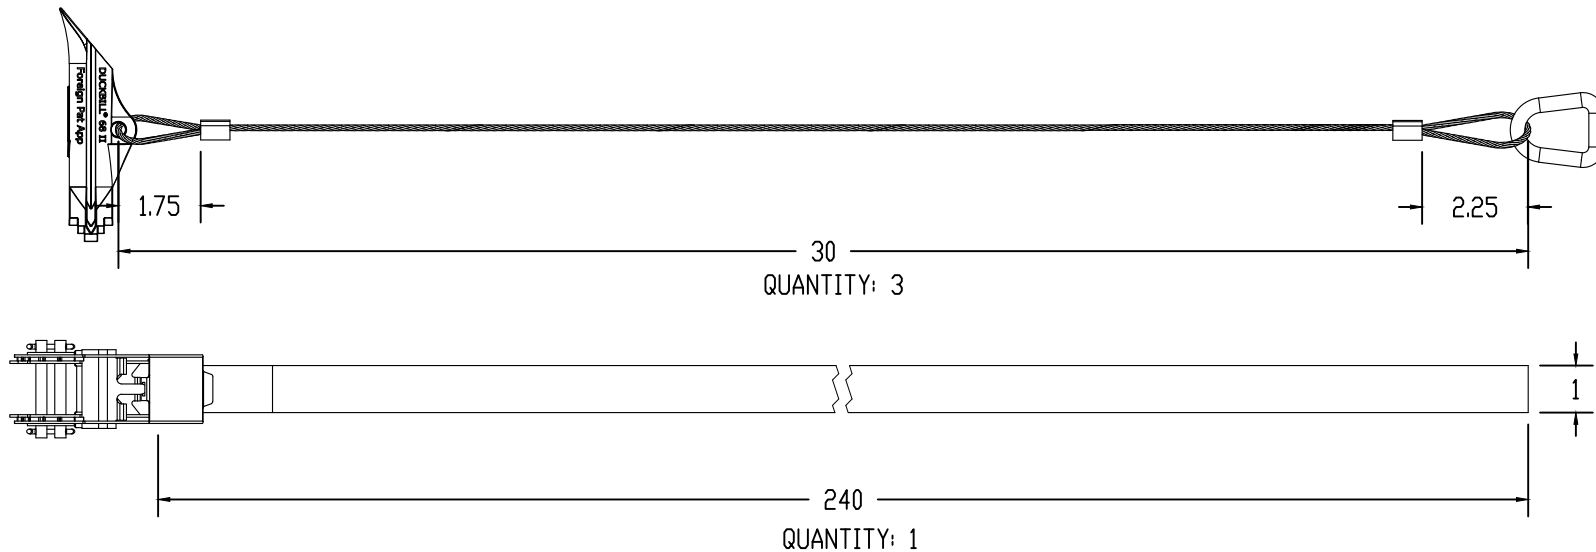 DUCKBILL® 68 II
Foreign Pat App
1.75
2.25
30
QUANTITY: 3
1
240
QUANTITY: 1